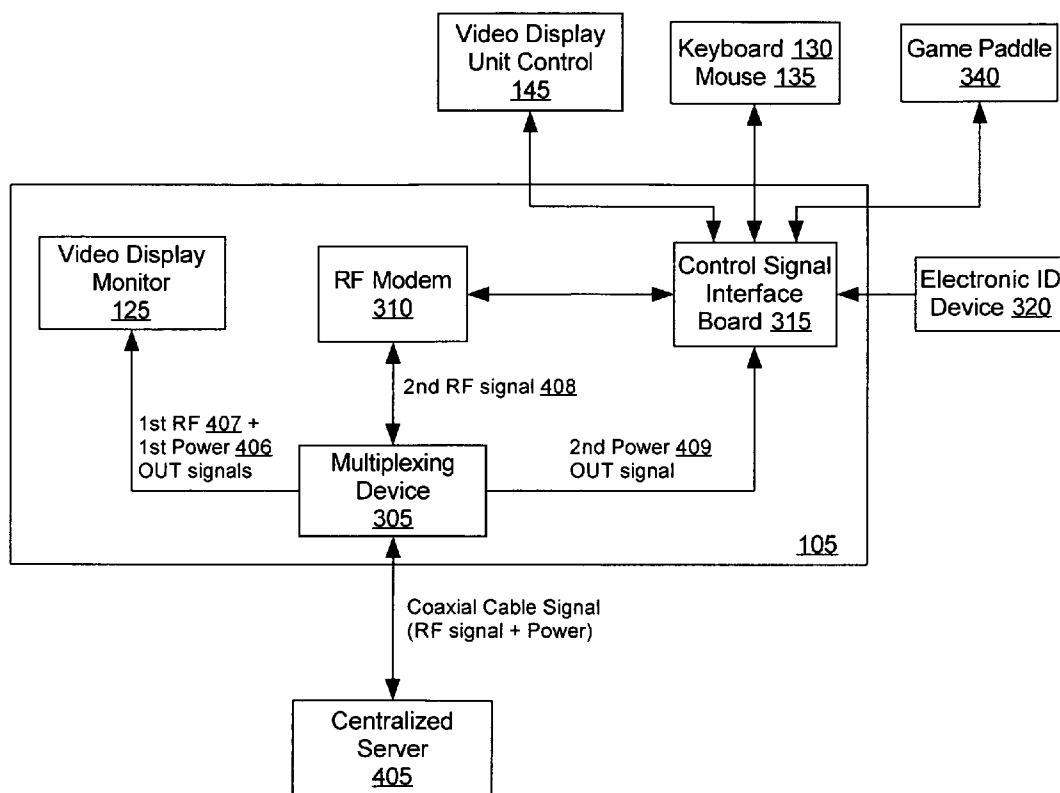 Video Display
Unit Control
145
Keyboard 130
Mouse 135
Game Paddle
340
Video Display
Monitor
125
RF Modem
310
Control Signal
Interface
Board 315
Electronic ID
Device 320
2nd RF signal 408
1st RF 407 +
1st Power 406
OUT signals
Multiplexing
Device
305
2nd Power 409
OUT signal
105
Coaxial Cable Signal
(RF signal + Power)
Centralized
Server
405